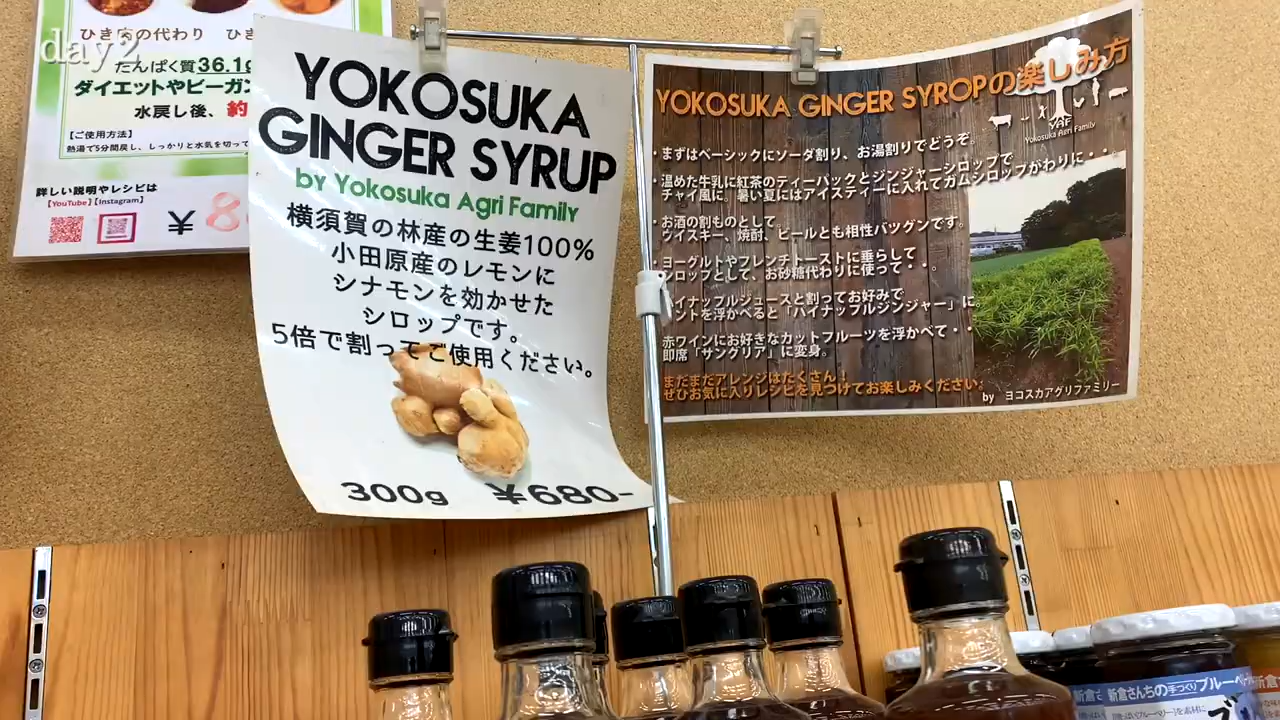 day 2
ひき肉の代わり ひき
たんぱく質36.1g
ダイエットやビーガン
水戻し後、約
【ご使用方法】
熱湯で5分間戻し、しっかりと水気を切って
詳しい説明やレシピは
【YouTube】【Instagram】
¥8
YOKOSUKA
GINGER SYRUP
by Yokosuka Agri Family
横須賀の林産の生姜100%
小田原産のレモンに
シナモンを効かせた
シロップです。
5倍で割ってご使用ください。
300g ¥680-
YOKOSUKA GINGER SYROPの楽しみ方
YAF
Yokosuka Agri Family
・まずはベーシックにソーダ割り、お湯割りでどうぞ。
・温めた牛乳に紅茶のティーバックとジンジャーシロップで
チャイ風に。暑い夏にはアイスティーに入れてガムシロップがわりに・・。
・お酒の割ものとして
ウイスキー、焼酎、ビールとも相性バツグンです。
・ヨーグルトやフレンチトーストに垂らして
シロップとして、お砂糖代わりに使って・・。
パイナップルジュースと割ってお好みで
ミントを浮かべると「パイナップルジンジャー」に
赤ワインにお好きなカットフルーツを浮かべて・・
即席「サングリア」に変身。
まだまだアレンジはたくさん！
ぜひお気に入りレシピを見つけてお楽しみください。
by ヨコスカアグリファミリー
新倉さんちの手づくりブルーベ